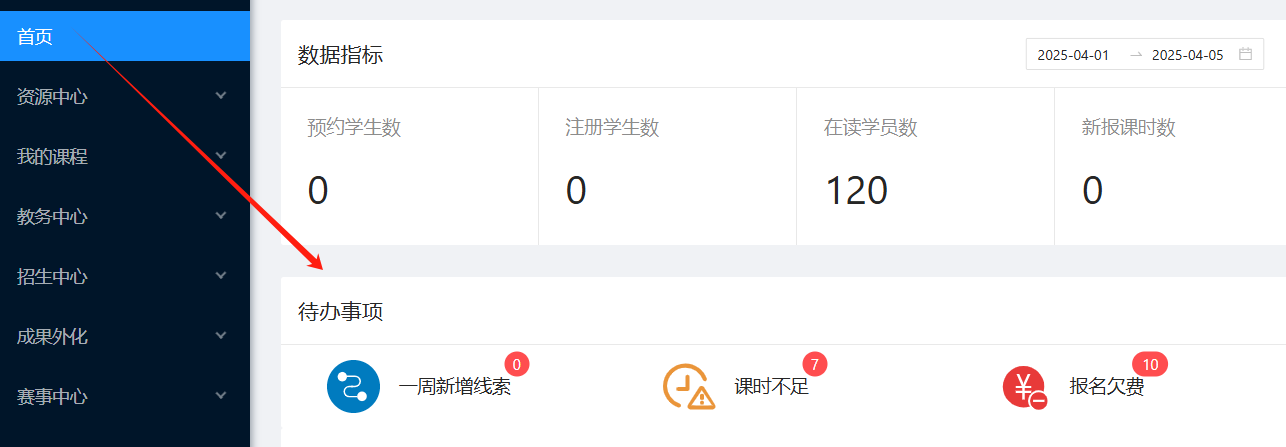 首页
资源中心
我的课程
教务中心
招生中心
成果外化
赛事中心
数据指标
2025-04-01 → 2025-04-05
预约学生数 注册学生数 在读学员数 新报课时数
0 0 120 0
待办事项
0 7 10
一周新增线索 课时不足 报名欠费